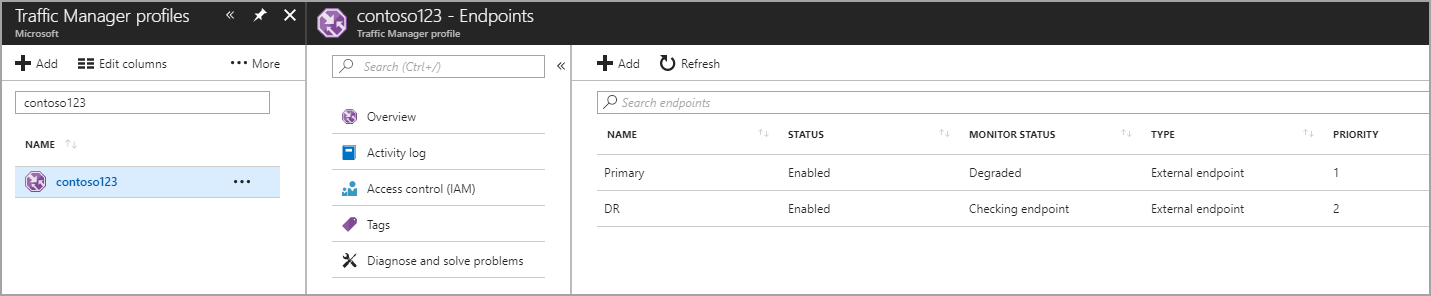 Traffic Manager profiles
Microsoft
Add Edit columns More
contoso123
NAME
contoso123
contoso123 - Endpoints
Traffic Manager profile
Search (Ctrl+/)
Overview
Activity log
Access control (IAM)
Tags
Diagnose and solve problems
Add Refresh
Search endpoints
NAME STATUS MONITOR STATUS TYPE PRIORITY
Primary Enabled Degraded External endpoint 1
DR Enabled Checking endpoint External endpoint 2